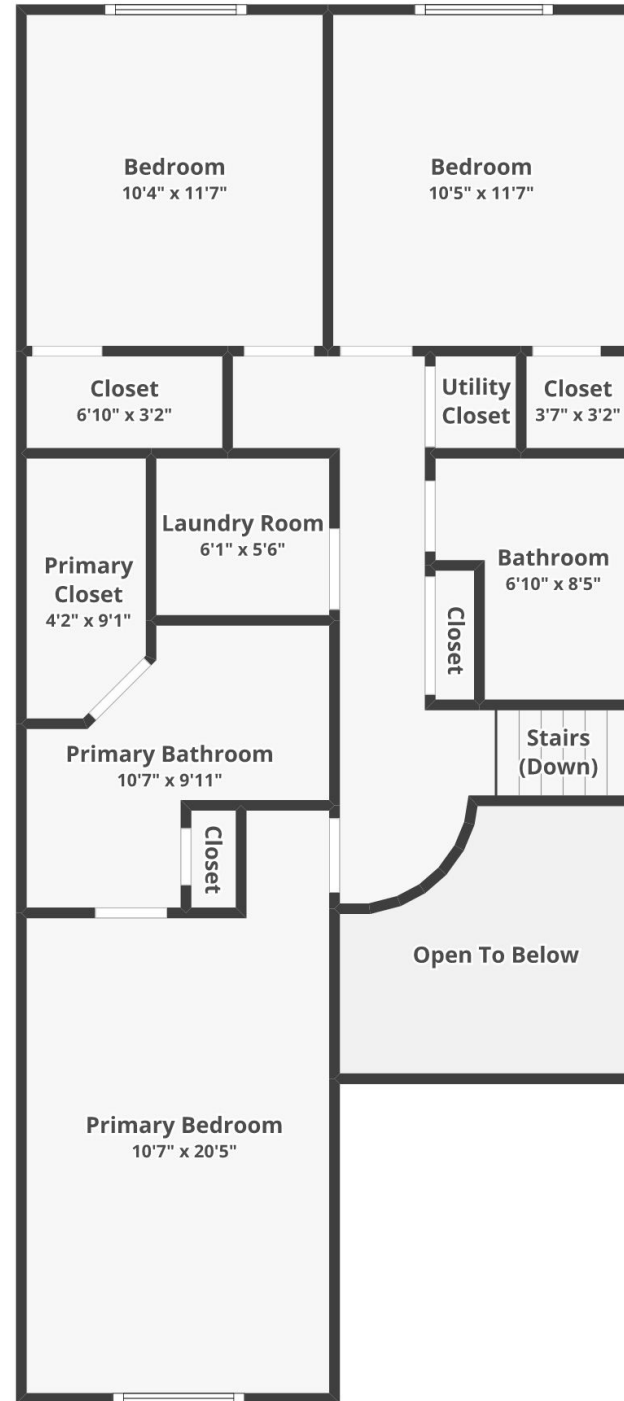 Bedroom
10'4" x 11'7"
Bedroom
10'5" x 11'7"
Closet
6'10" x 3'2"
Utility
Closet
Closet
3'7" x 3'2"
Laundry Room
6'1" x 5'6"
Primary
Closet
4'2" x 9'1"
Bathroom
6'10" x 8'5"
Closet
Primary Bathroom
10'7" x 9'11"
Stairs
(Down)
Closet
Open To Below
Primary Bedroom
10'7" x 20'5"